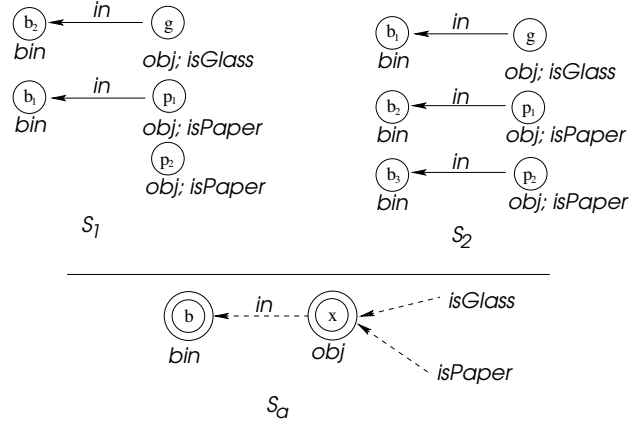 b2 in g
bin obj; isGlass
b1 in p1
bin obj; isPaper
p2
obj; isPaper
S1
b1 in g
bin obj; isGlass
b2 in p1
bin obj; isPaper
b3 in p2
bin obj; isPaper
S2
b in x isGlass
bin obj
isPaper
Sa